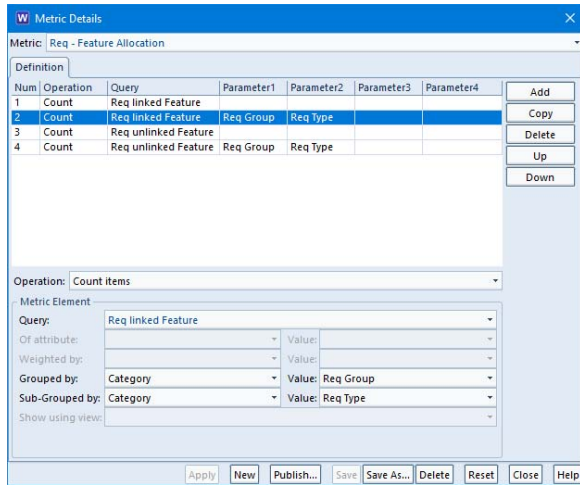 W Metric Details
Metric: Req - Feature Allocation
Definition
Num Operation Query Parameter1 Parameter2 Parameter3 Parameter4
1 Count Req linked Feature
2 Count Req linked Feature Req Group Req Type
3 Count Req unlinked Feature
4 Count Req unlinked Feature Req Group Req Type
Add
Copy
Delete
Up
Down
Operation: Count items
Metric Element
Query: Req linked Feature
Of attribute: Value:
Weighted by: Value:
Grouped by: Category Value: Req Group
Sub-Grouped by: Category Value: Req Type
Show using view:
Apply New Publish... Save Save As... Delete Reset Close Help